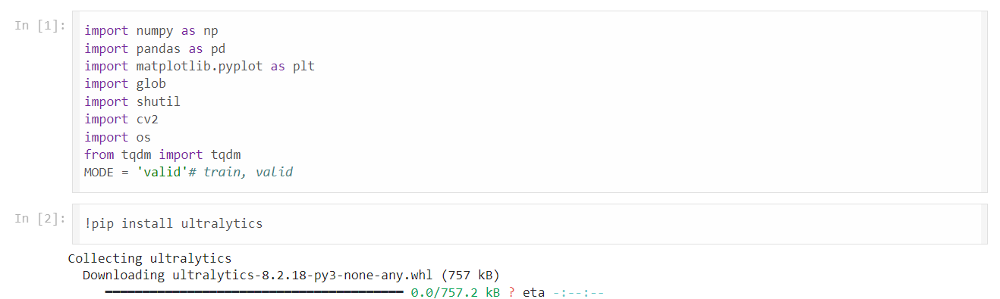 In [1]:
import numpy as np
import pandas as pd
import matplotlib.pyplot as plt
import glob
import shutil
import cv2
import os
from tqdm import tqdm
MODE = 'valid'# train, valid
In [2]:
!pip install ultralytics
Collecting ultralytics
Downloading ultralytics-8.2.18-py3-none-any.whl (757 kB)
━━━━━━━━━━━━━━━━━━━━━━━━━━━━━━━━━━━━━━━━ 0.0/757.2 kB ? eta -:--:--